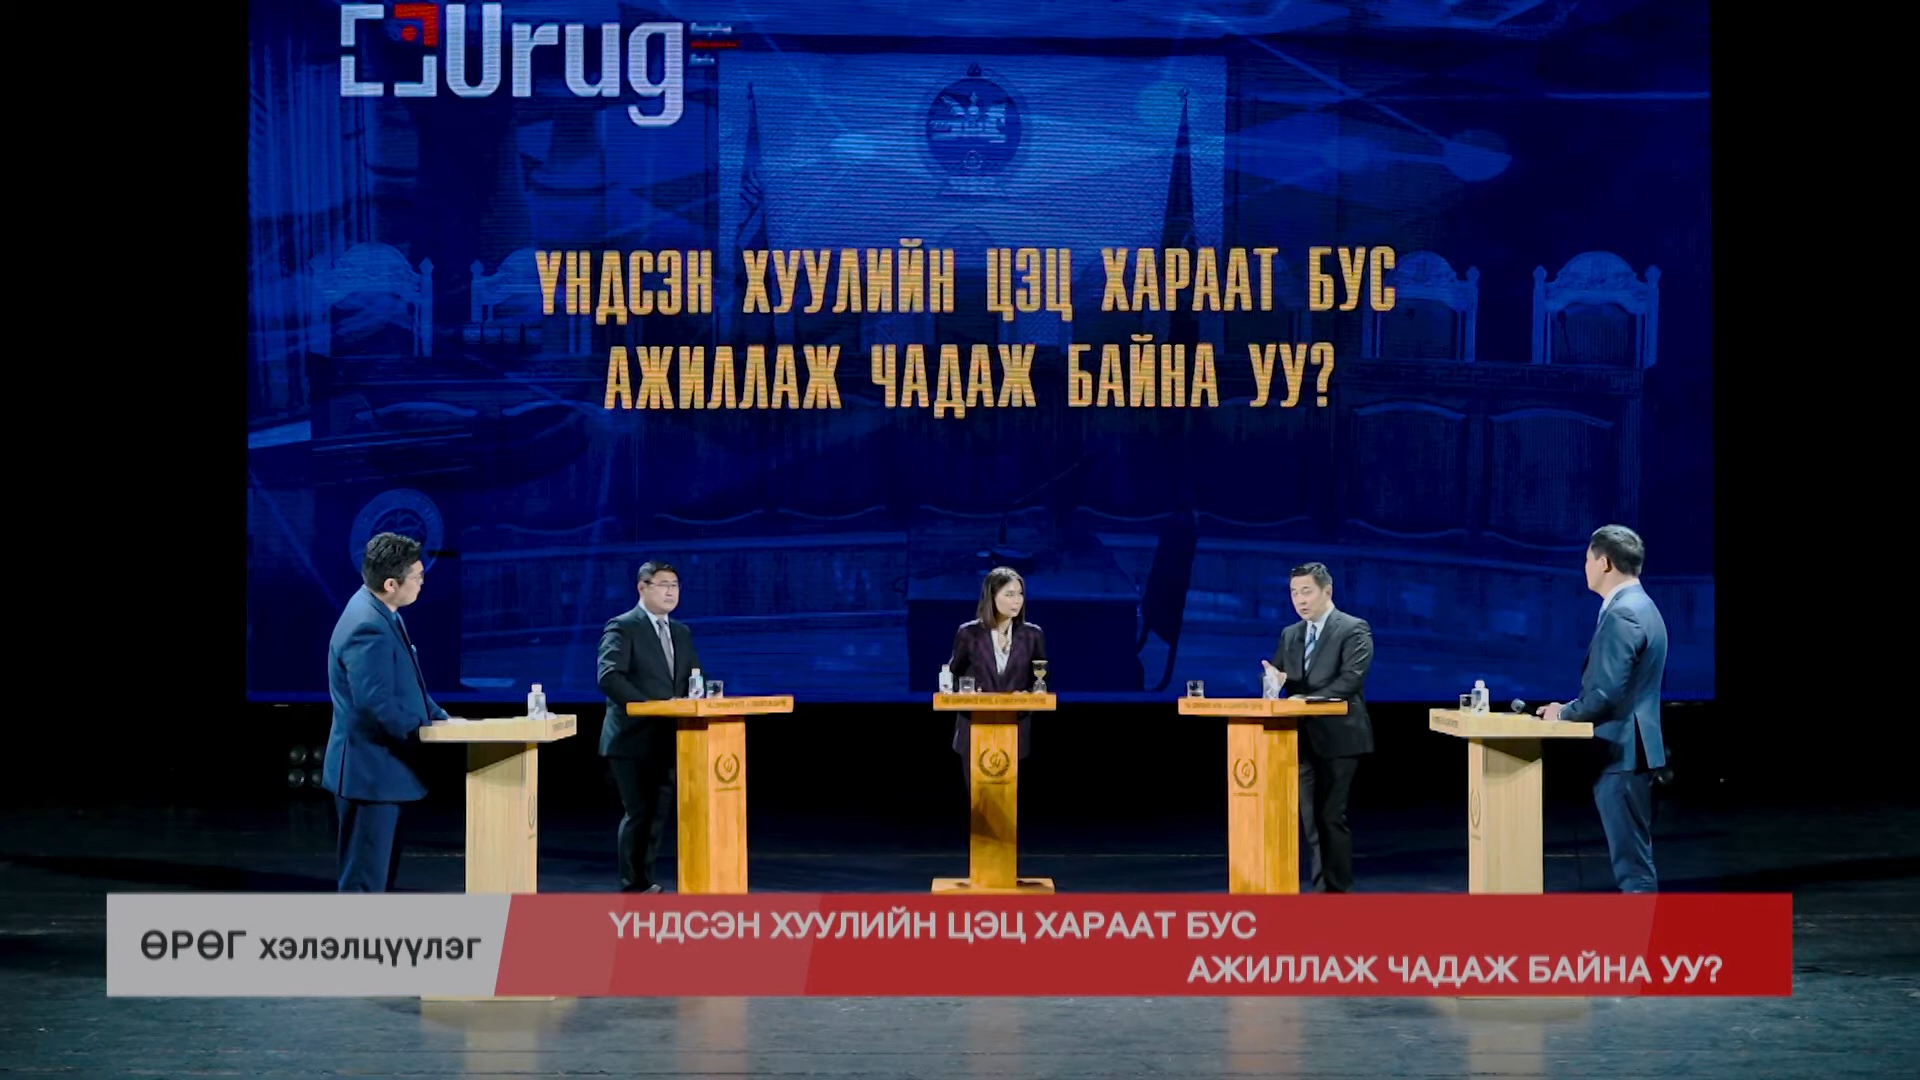 Urug
ҮНДСЭН ХУУЛИЙН ЦЭЦ ХАРААТ БУС
АЖИЛЛАЖ ЧАДАЖ БАЙНА УУ?
ӨРӨГ ХЭЛЭЛЦҮҮЛЭГ
ҮНДСЭН ХУУЛИЙН ЦЭЦ ХАРААТ БУС
АЖИЛЛАЖ ЧАДАЖ БАЙНА УУ?